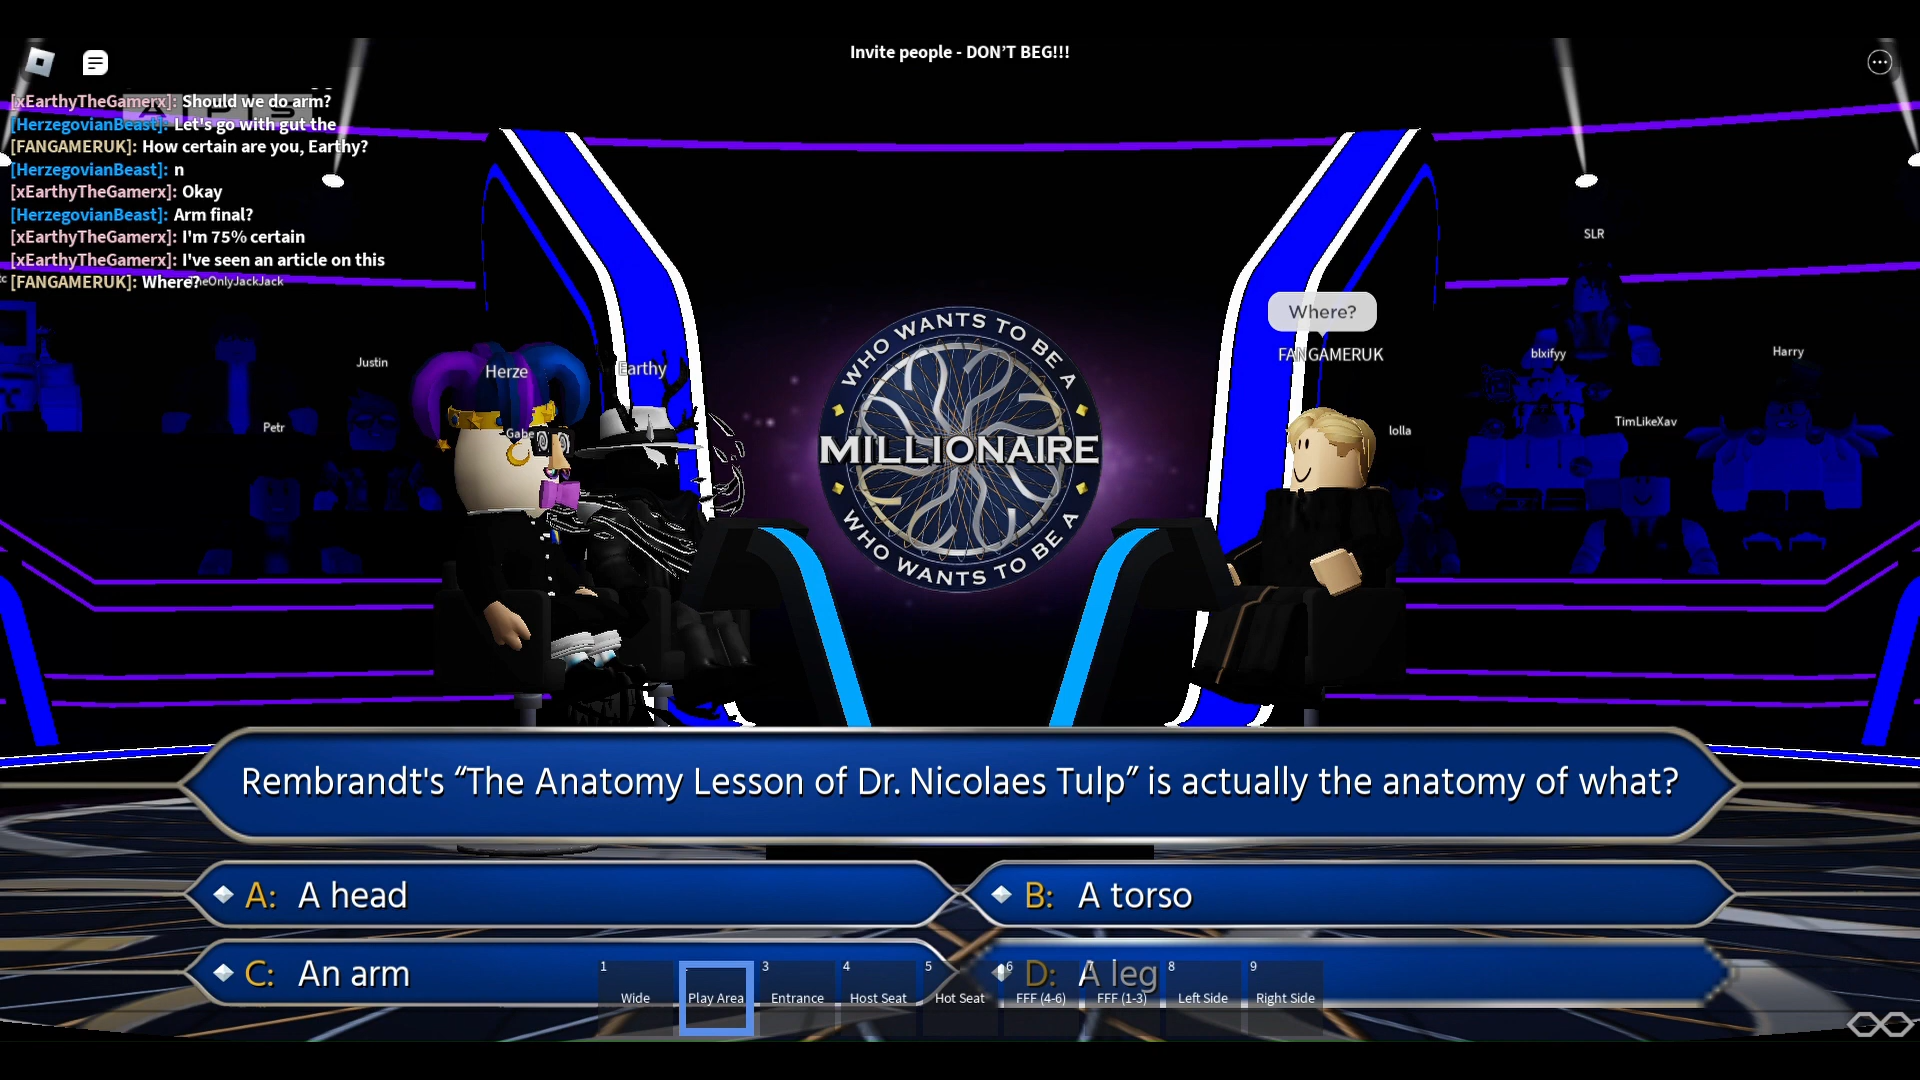 Invite people - DON'T BEG!!!
[xEarthyTheGamerx]: Should we do arm?
[HerzegovianBeast]: Let's go with gut the
[FANGAMERUK]: How certain are you, Earthy?
[HerzegovianBeast]: n
[xEarthyTheGamerx]: Okay
[HerzegovianBeast]: Arm final?
[xEarthyTheGamerx]: I'm 75% certain
[xEarthyTheGamerx]: I've seen an article on this
[FANGAMERUK]: Where?
TheOnlyJackJack
SLR
Where?
FANGAMERUK
Justin
Herze
Earthy
blxifyy
Harry
Petr
Gabe
lolla
TimLikeXav
WHO WANTS TO BE A
MILLIONAIRE
WHO WANTS TO BE A
Rembrandt's “The Anatomy Lesson of Dr. Nicolaes Tulp” is actually the anatomy of what?
A: A head
B: A torso
C: An arm
D: A leg
1 Wide
Play Area
3 Entrance
4 Host Seat
5 Hot Seat
6 FFF (4-6)
FFF (1-3)
8 Left Side
9 Right Side